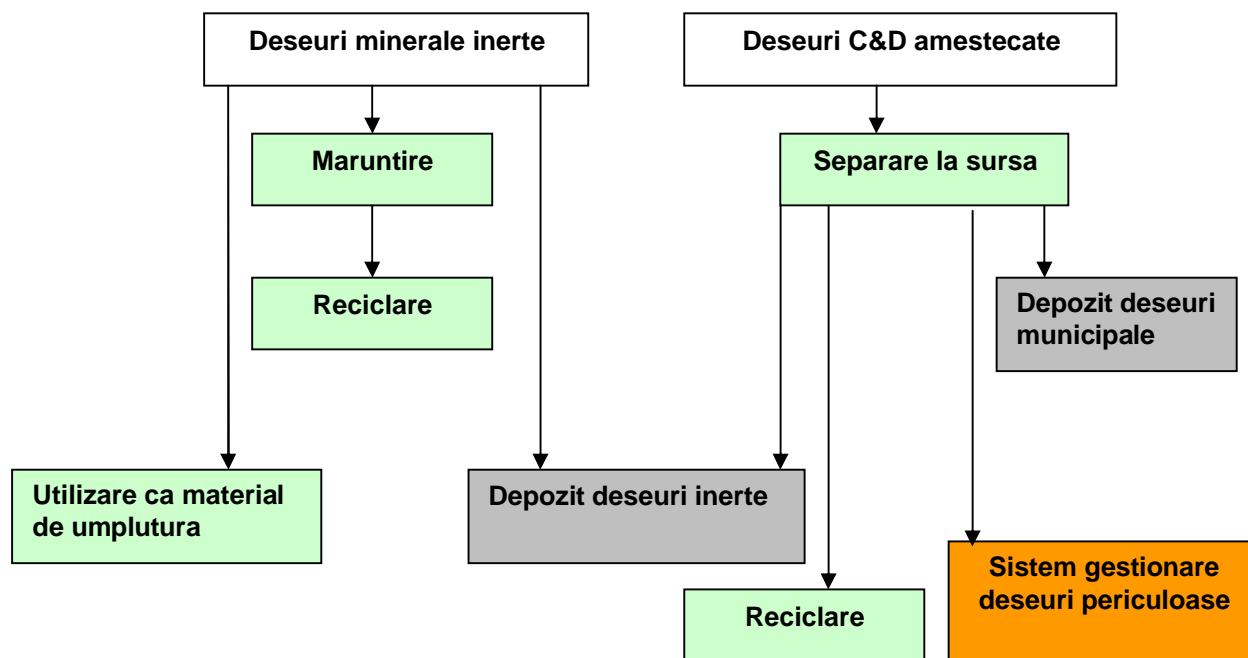 Deseuri minerale inerte
Deseuri C&D amestecate
Maruntire
Separare la sursa
Reciclare
Depozit deseuri
municipale
Utilizare ca material
de umplutura
Depozit deseuri inerte
Sistem gestionare
deseuri periculoase
Reciclare